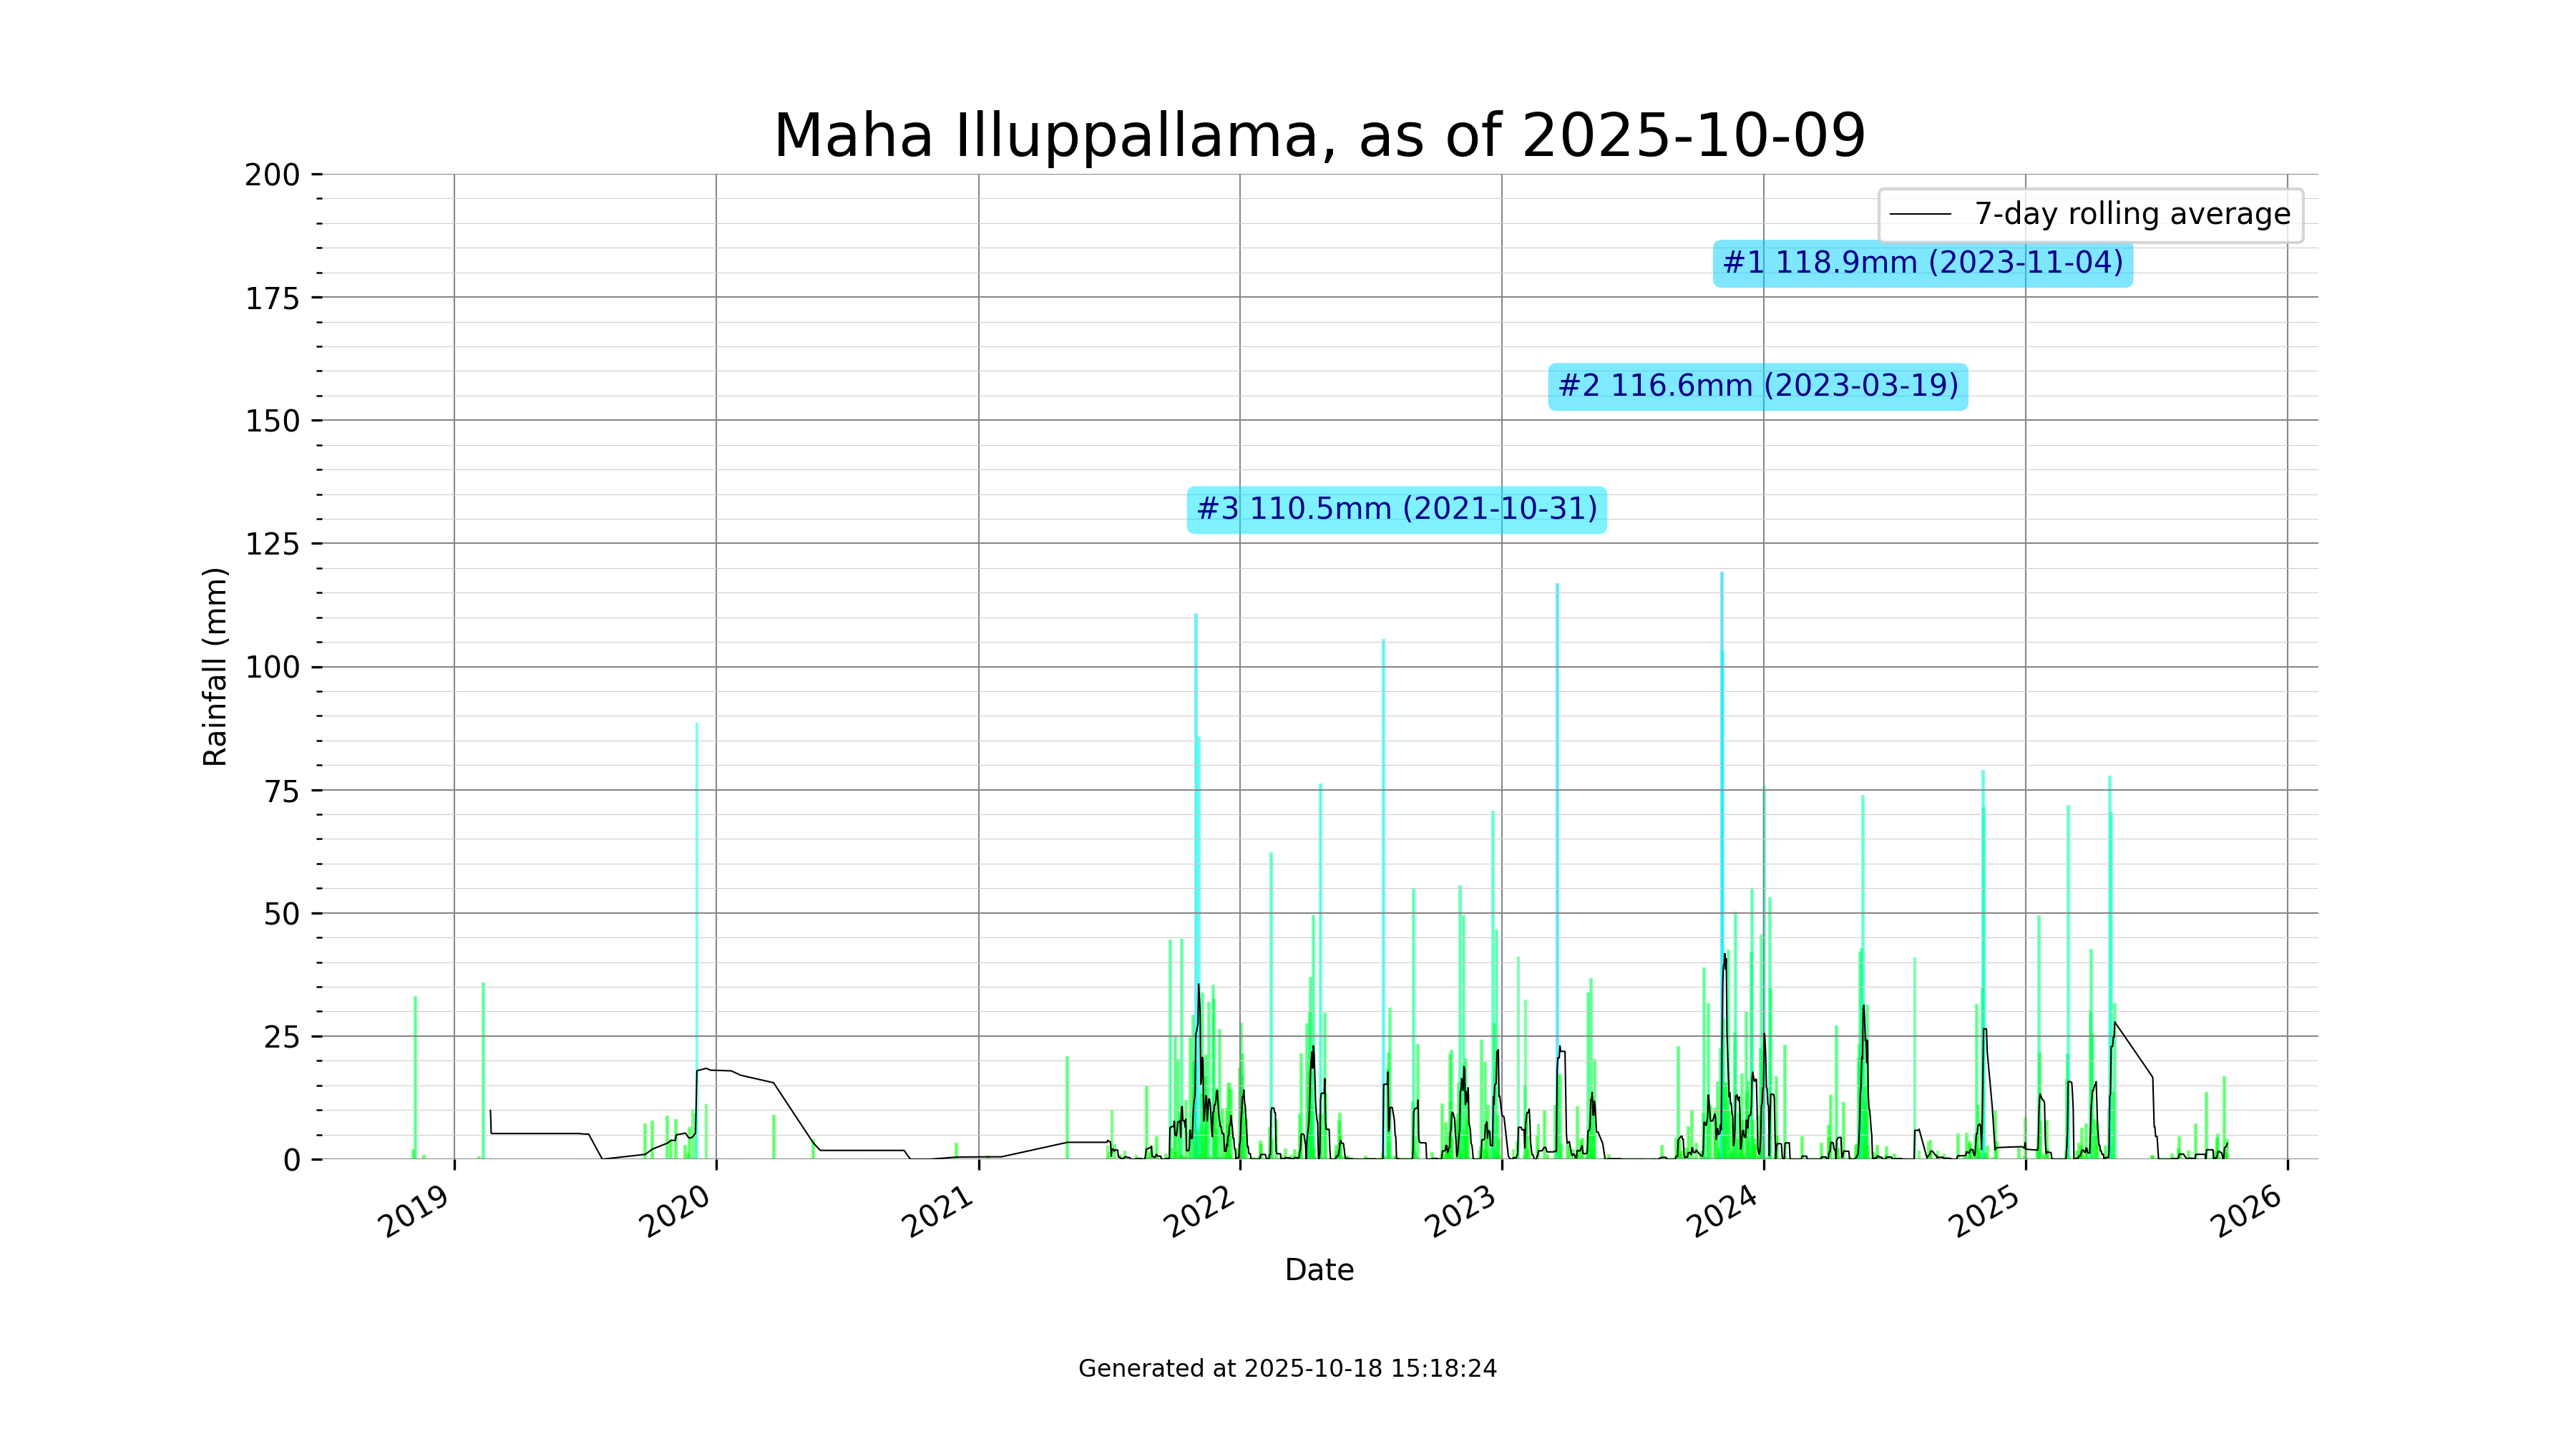 Maha Illuppallama, as of 2025-10-09
200
175
150
125
100
75
50
25
0
Rainfall (mm)
7-day rolling average
#1 118.9mm (2023-11-04)
#2 116.6mm (2023-03-19)
#3 110.5mm (2021-10-31)
2019
2020
2021
2022
2023
2024
2025
2026
Date
Generated at 2025-10-18 15:18:24